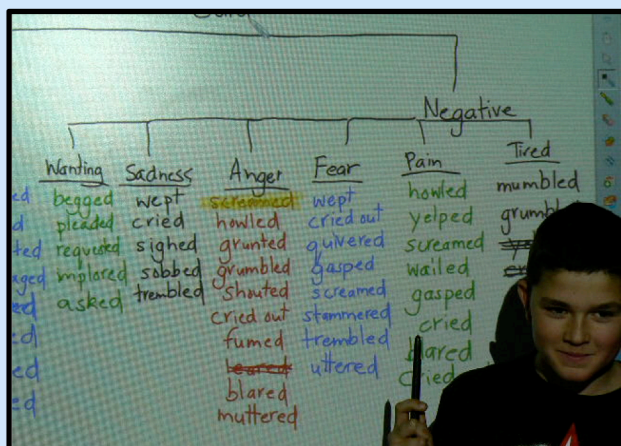 Negative
Wanting
begged
pleaded
requested
implored
asked
Sadness
wept
cried
sighed
sobbed
trembled
Anger
screamed
howled
grunted
grumbled
shouted
cried out
fumed
blared
muttered
Fear
wept
cried out
quivered
gasped
screamed
stammered
trembled
uttered
Pain
howled
yelped
screamed
wailed
gasped
cried
blared
cried
Tired
mumbled